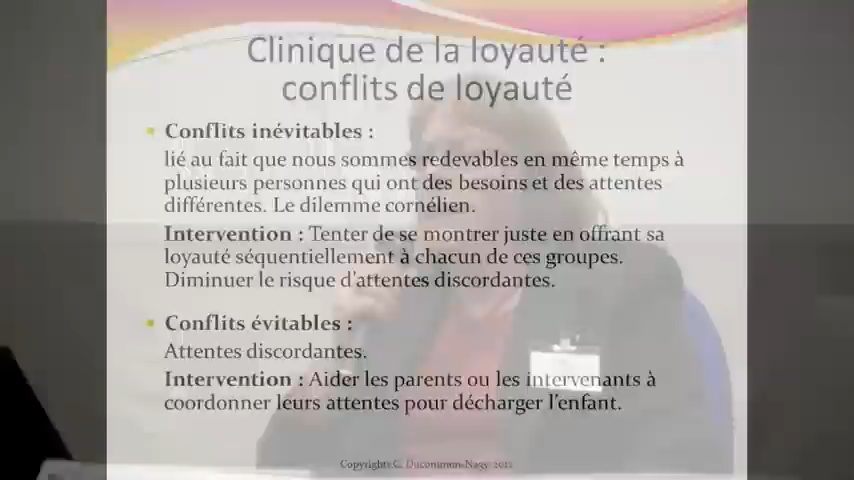 Clinique de la loyauté :
conflits de loyauté
Conflits inévitables :
lié au fait que nous sommes redevables en même temps à
plusieurs personnes qui ont des besoins et des attentes
différentes. Le dilemme cornélien.
Intervention : Tenter de se montrer juste en offrant sa
loyauté séquentiellement à chacun de ces groupes.
Diminuer le risque d'attentes discordantes.
Conflits évitables :
Attentes discordantes.
Intervention : Aider les parents ou les intervenants à
coordonner leurs attentes pour décharger l'enfant.
Copyrights C. Ducommun-Nagy